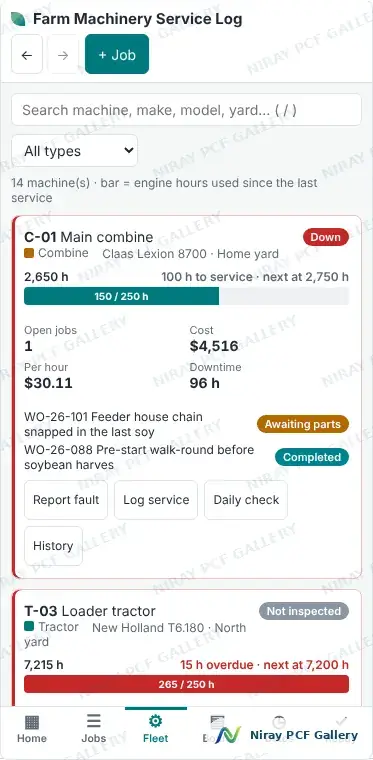 Farm Machinery Service Log
← → + Job
Search machine, make, model, yard... ( / )
All types
14 machine(s) · bar = engine hours used since the last
service
C-01 Main combine Down
Combine Claas Lexion 8700 · Home yard
2,650 h 100 h to service · next at 2,750 h
150 / 250 h
Open jobs Cost
1 $4,516
Per hour Downtime
$30.11 96 h
WO-26-101 Feeder house chain
snapped in the last soy
Awaiting parts
WO-26-088 Pre-start walk-round before
soybean harves
Completed
Report fault Log service Daily check
History
T-03 Loader tractor Not inspected
Tractor New Holland T6.180 · North
yard
7,215 h 15 h overdue · next at 7,200 h
265 / 250 h
Home Jobs Fleet
Niray PCF Gallery
NIRAY PCF GALLERY